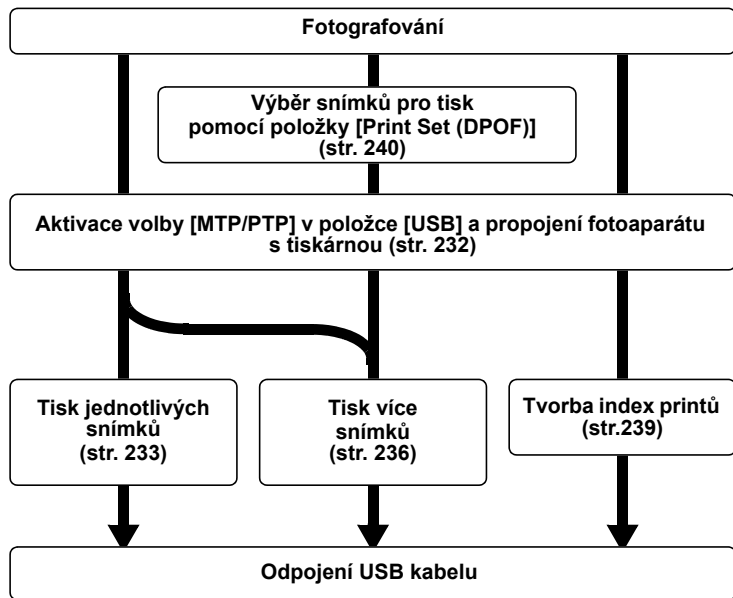 Fotografování
Výběr snímků pro tisk
pomocí položky [Print Set (DPOF)]
(str. 240)
Aktivace volby [MTP/PTP] v položce [USB] a propojení fotoaparátu
s tiskárnou (str. 232)
Tisk jednotlivých
snímků
(str. 233)
Tisk více
snímků
(str. 236)
Tvorba index printů
(str.239)
Odpojení USB kabelu